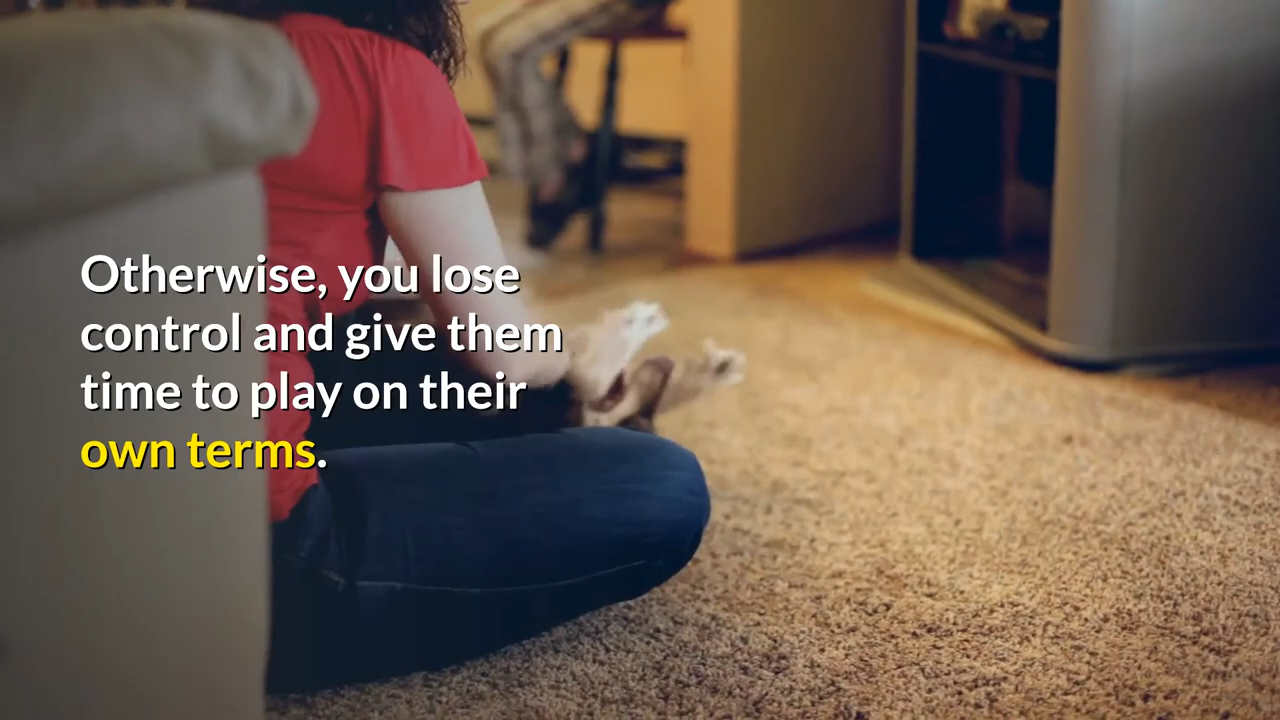 Otherwise, you lose
control and give them
time to play on their
own terms.